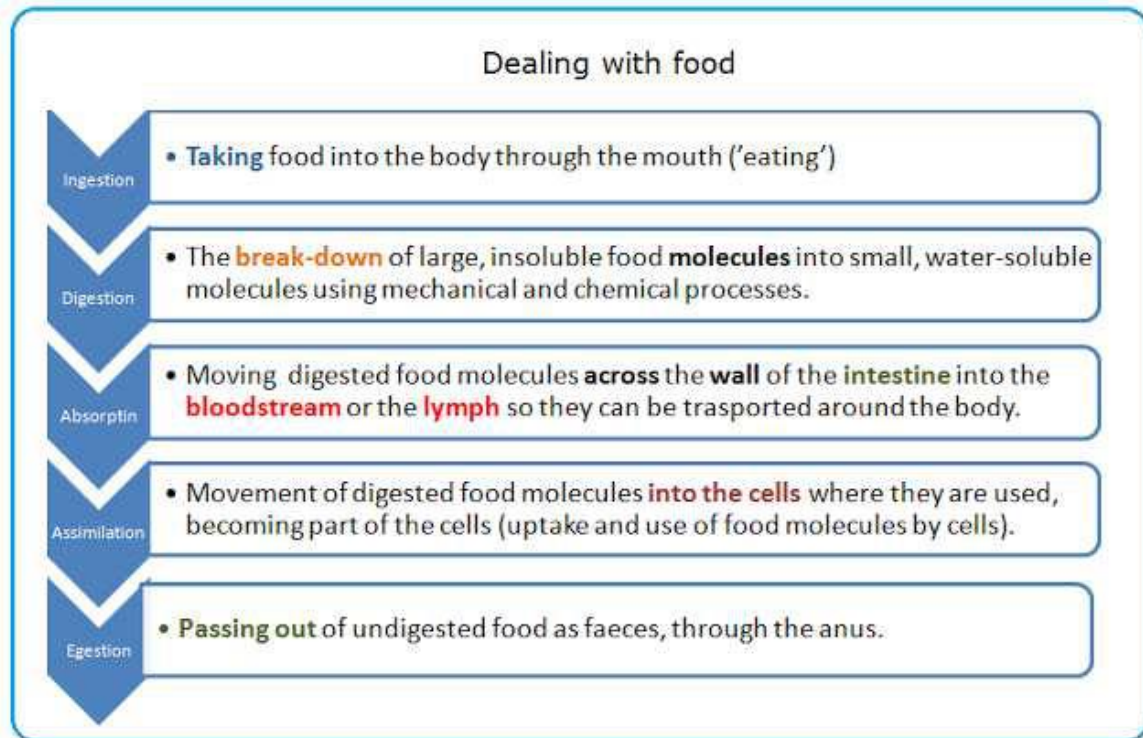 Dealing with food
Ingestion
• Taking food into the body through the mouth ('eating')
Digestion
• The break-down of large, insoluble food molecules into small, water-soluble
molecules using mechanical and chemical processes.
Absorptin
• Moving digested food molecules across the wall of the intestine into the
bloodstream or the lymph so they can be trasported around the body.
Assimilation
• Movement of digested food molecules into the cells where they are used,
becoming part of the cells (uptake and use of food molecules by cells).
Egestion
• Passing out of undigested food as faeces, through the anus.